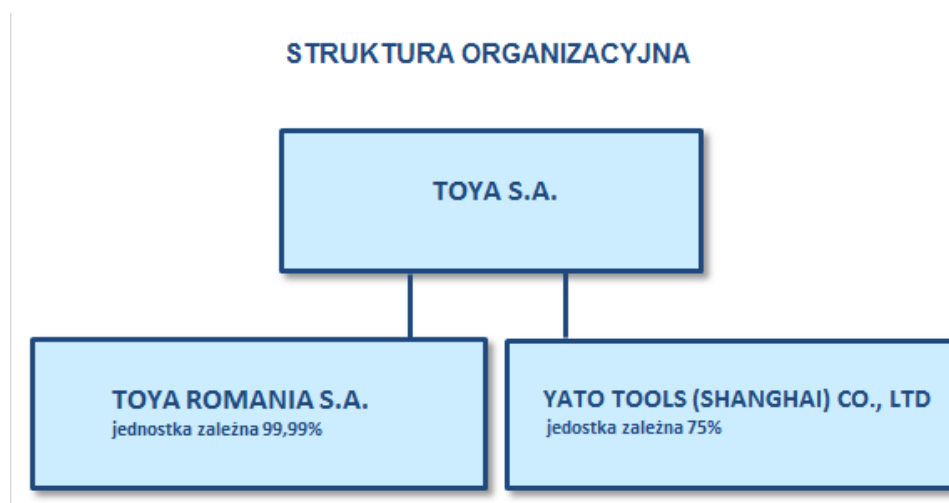 STRUKTURA ORGANIZACYJNA
TOYA S.A.
TOYA ROMANIA S.A.
jednostka zależna 99,99%
YATO TOOLS (SHANGHAI) CO., LTD
jedostka zależna 75%